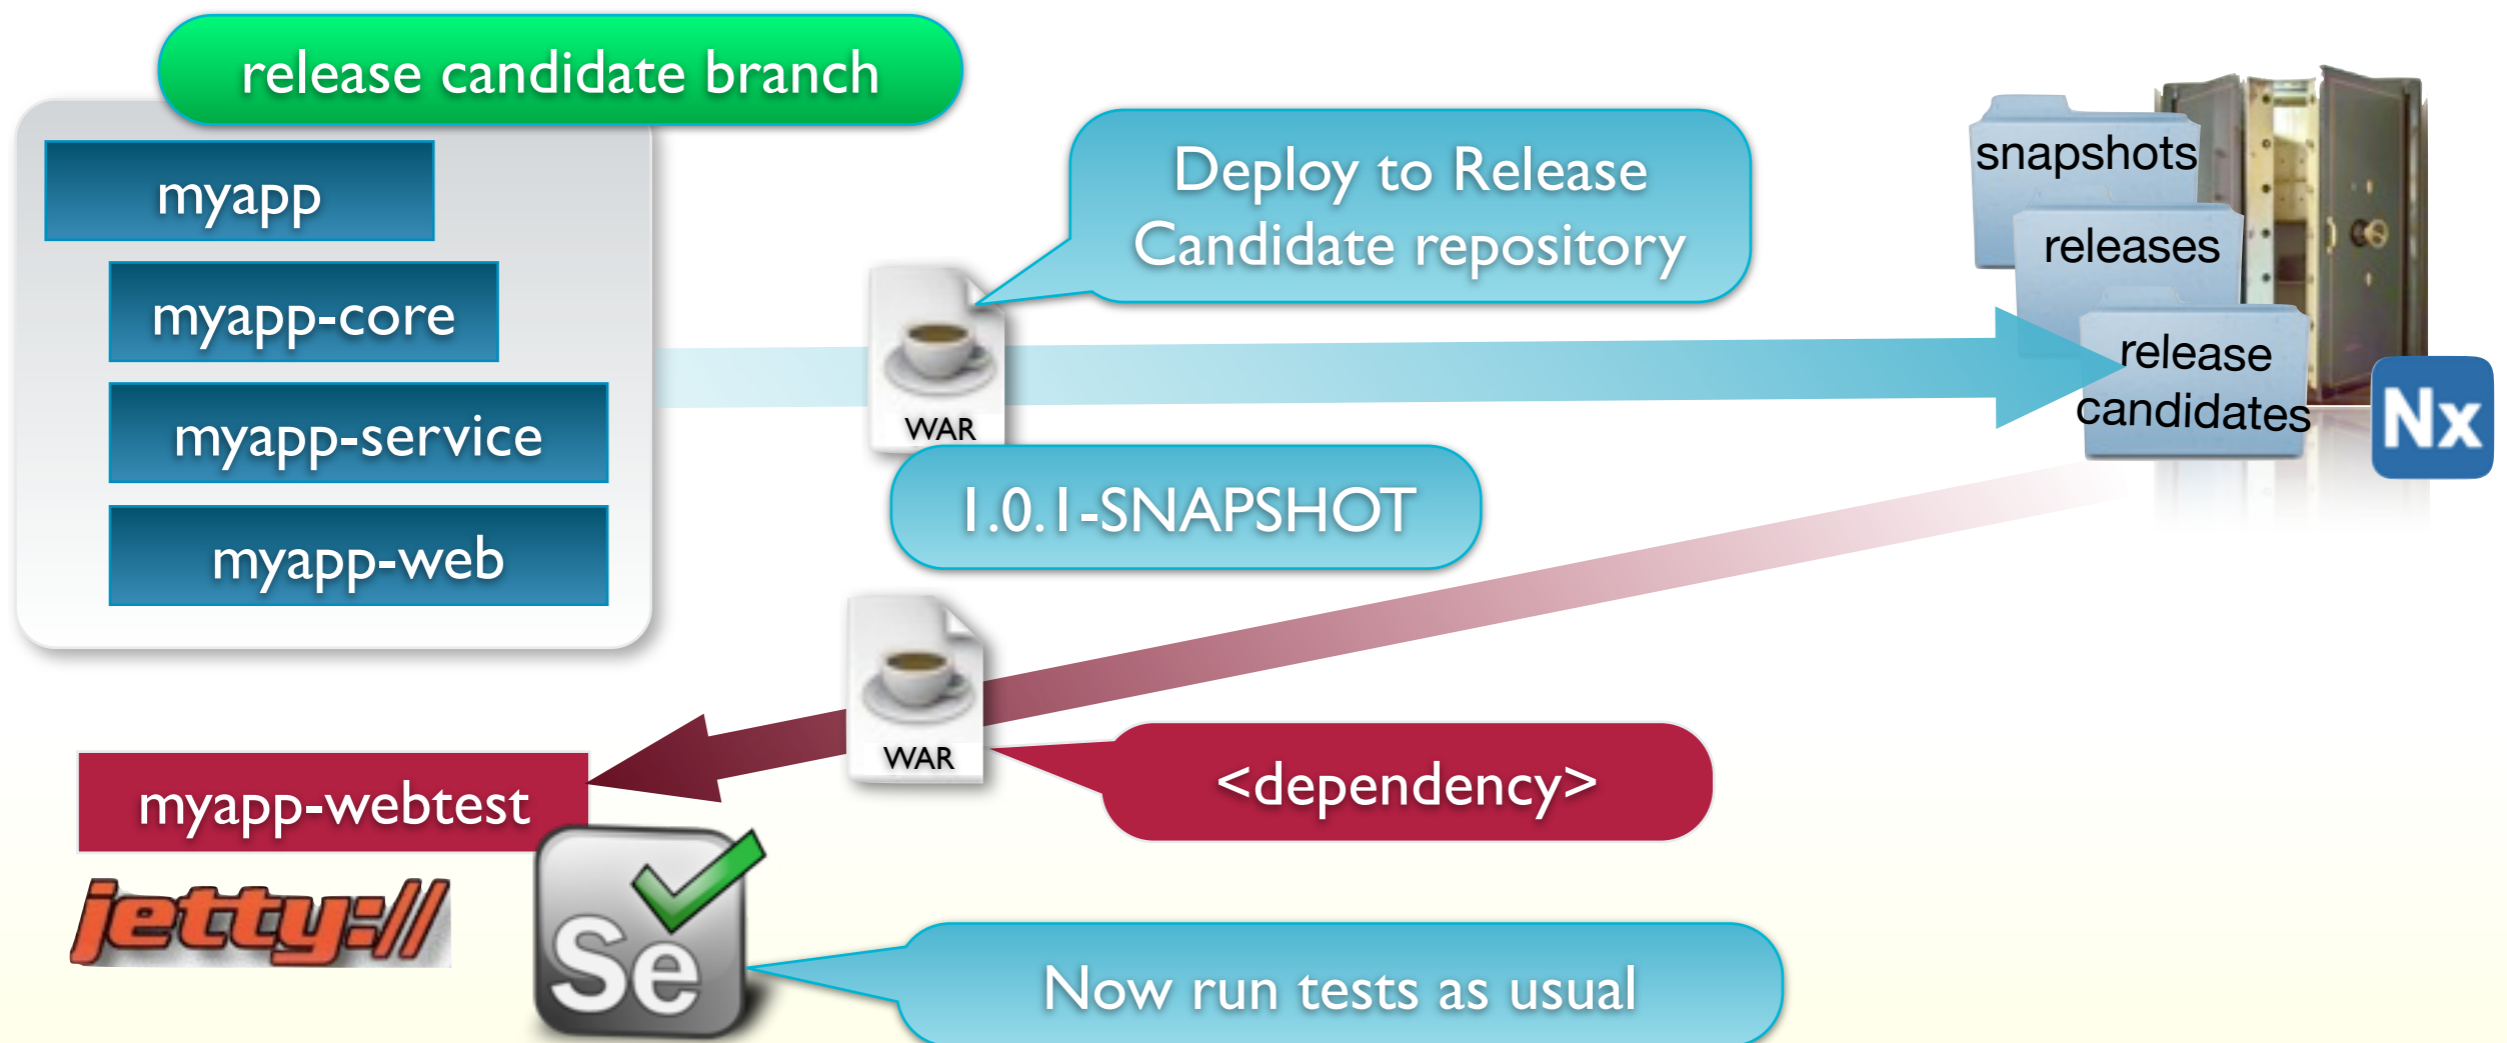 release candidate branch
myapp
myapp-core
myapp-service
myapp-web
Deploy to Release
Candidate repository
WAR
1.0.1-SNAPSHOT
snapshots
releases
release
candidates
Nx
WAR
<dependency>
myapp-webtest
jetty://
Se
Now run tests as usual